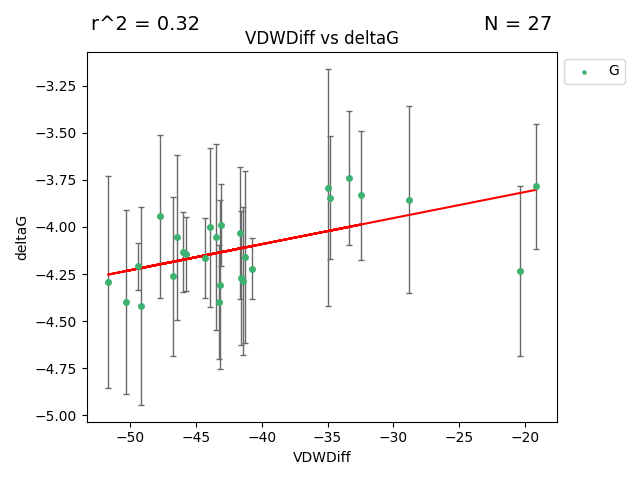 r^2 = 0.32
N = 27
VDWDiff vs deltaG
G
−3.25
−3.50
−3.75
−4.00
−4.25
−4.50
−4.75
−5.00
deltaG
−50
−45
−40
−35
−30
−25
−20
VDWDiff